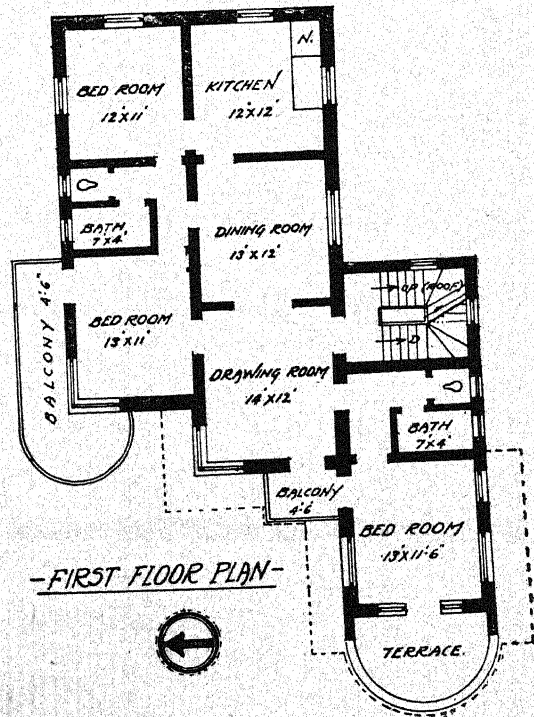 N.
BED ROOM
12'X11'
KITCHEN
12'X12'
BATH
7'X4'
DINING ROOM
13'X12'
UP (ROOF)
D
BALCONY 4'-6"
BED ROOM
13'X11'
DRAWING ROOM
14'X12'
BATH
7'X4'
BALCONY
4'-6
BED ROOM
13'X11'-6"
-FIRST FLOOR PLAN-
TERRACE.